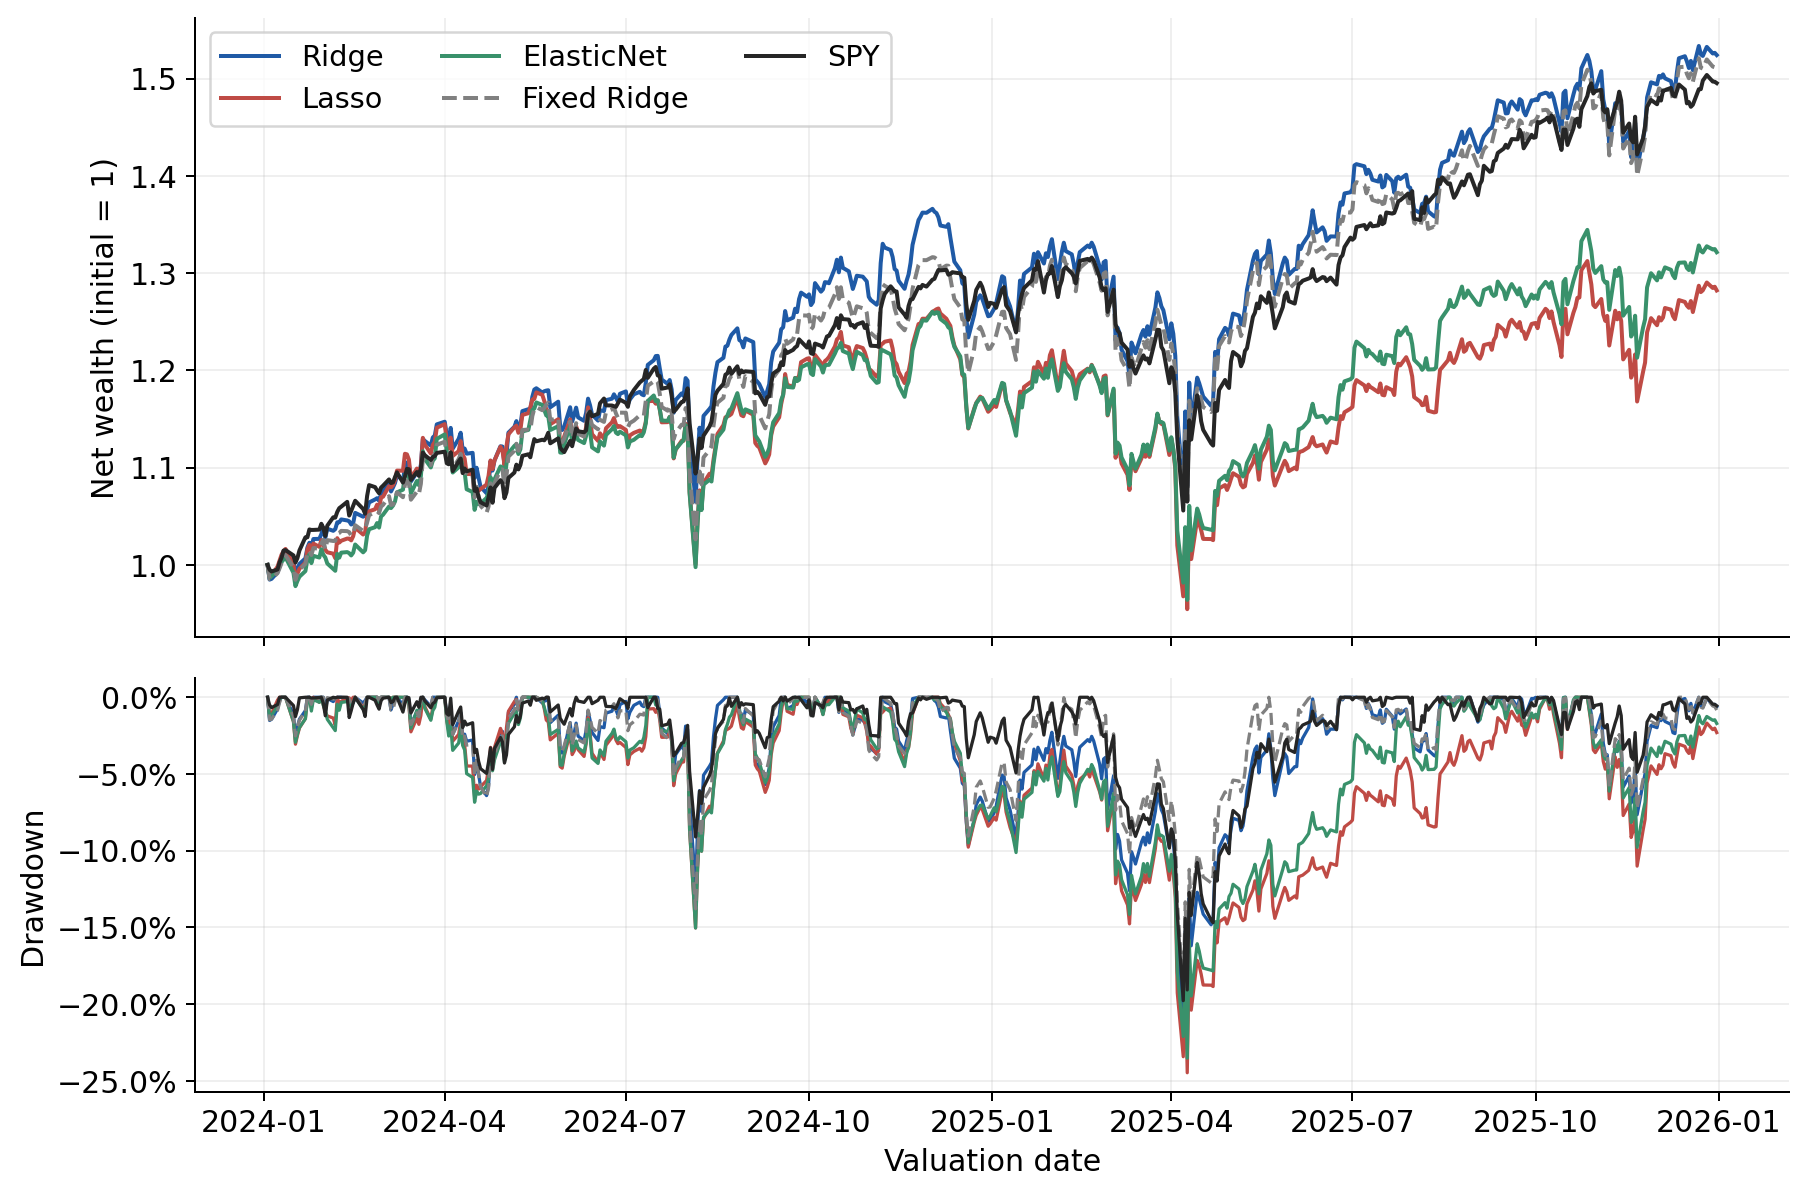 Ridge
Lasso
ElasticNet
Fixed Ridge
SPY
Net wealth (initial = 1)
1.5
1.4
1.3
1.2
1.1
1.0
Drawdown
0.0%
−5.0%
−10.0%
−15.0%
−20.0%
−25.0%
2024-01 2024-04 2024-07 2024-10 2025-01 2025-04 2025-07 2025-10 2026-01
Valuation date